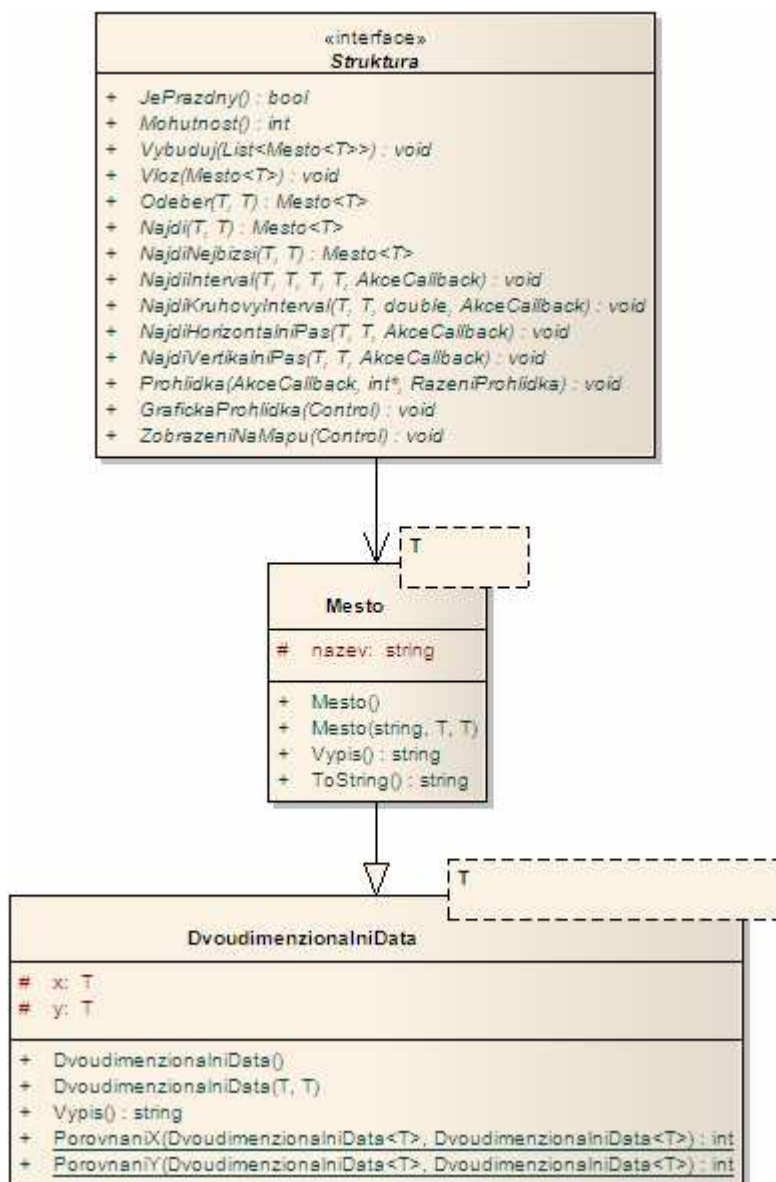 «interface»
Struktura
+ JePrazdny() : bool
+ Mohutnost() : int
+ Vybuduj(List<Mesto<T>>) : void
+ Vloz(Mesto<T>) : void
+ Odeber(T, T) : Mesto<T>
+ Najdi(T, T) : Mesto<T>
+ NajdiNejbizsi(T, T) : Mesto<T>
+ NajdiInterval(T, T, T, T, AkceCallback) : void
+ NajdiKruhovyInterval(T, T, double, AkceCallback) : void
+ NajdiHorizontalniPas(T, T, AkceCallback) : void
+ NajdiVertikalniPas(T, T, AkceCallback) : void
+ Prohlidka(AkceCallback, int*, RazeniProhlidka) : void
+ GrafickaProhlidka(Control) : void
+ ZobrazeniNaMapu(Control) : void
T
Mesto
# nazev: string
+ Mesto()
+ Mesto(string, T, T)
+ Vypis() : string
+ ToString() : string
T
DvoudimenzionalniData
# x: T
# y: T
+ DvoudimenzionalniData()
+ DvoudimenzionalniData(T, T)
+ Vypis() : string
+ PorovnaniX(DvoudimenzionalniData<T>, DvoudimenzionalniData<T>) : int
+ PorovnaniY(DvoudimenzionalniData<T>, DvoudimenzionalniData<T>) : int